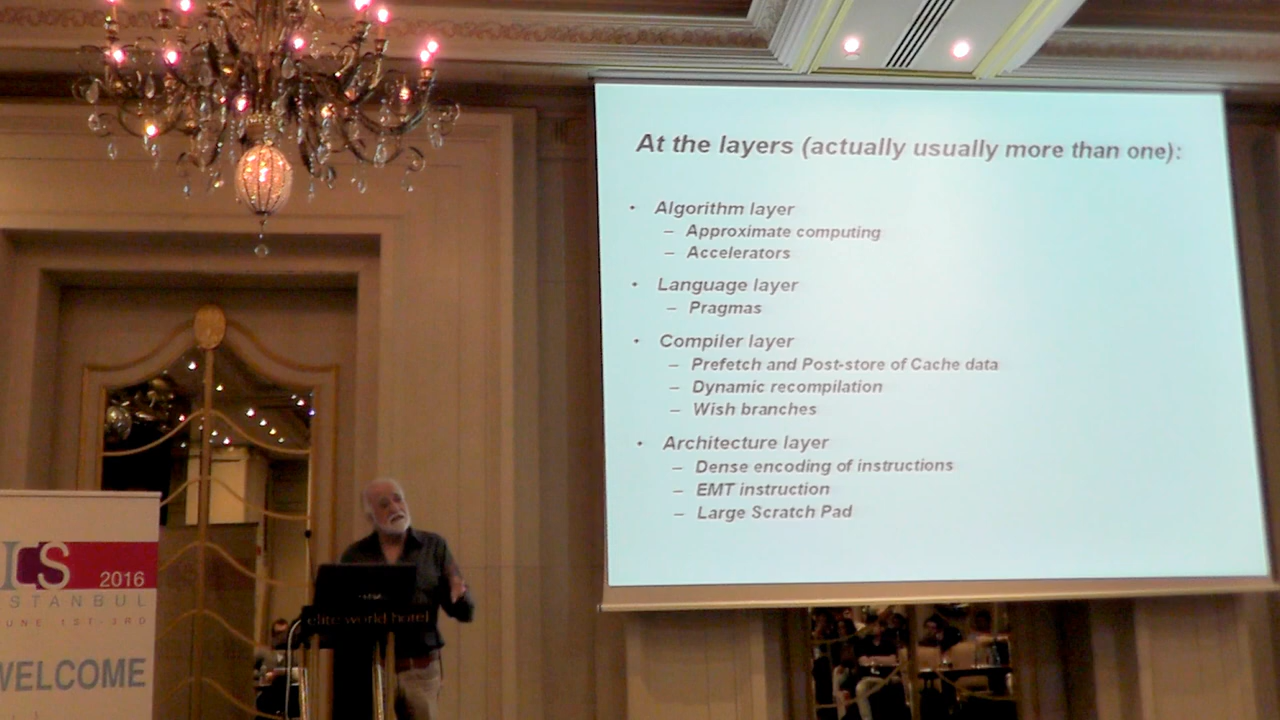 At the layers (actually usually more than one):
• Algorithm layer
– Approximate computing
– Accelerators
• Language layer
– Pragmas
• Compiler layer
– Prefetch and Post-store of Cache data
– Dynamic recompilation
– Wish branches
• Architecture layer
– Dense encoding of instructions
– EMT instruction
– Large Scratch Pad
ICS 2016
STANBUL
UNE 1ST-3RD
WELCOME
elite world hotel